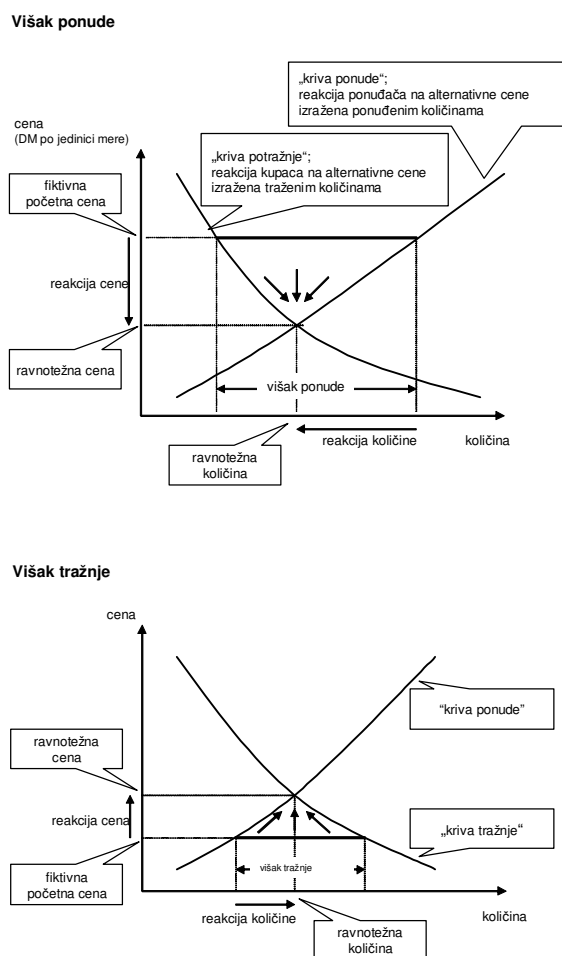 Višak ponude
„kriva ponude“;
reakcija ponuđača na alternativne cene
izražena ponuđenim količinama
cena
(DM po jedinici mere)
„kriva potražnje“;
reakcija kupaca na alternativne cene
izražena traženim količinama
fiktivna
početna cena
reakcija cene
ravnotežna cena
višak ponude
ravnotežna
količina
reakcija količine
količina
Višak tražnje
cena
“kriva ponude”
ravnotežna
cena
reakcija cena
„kriva tražnje“
fiktivna
početna cena
višak tražnje
reakcija količine
količina
ravnotežna
količina